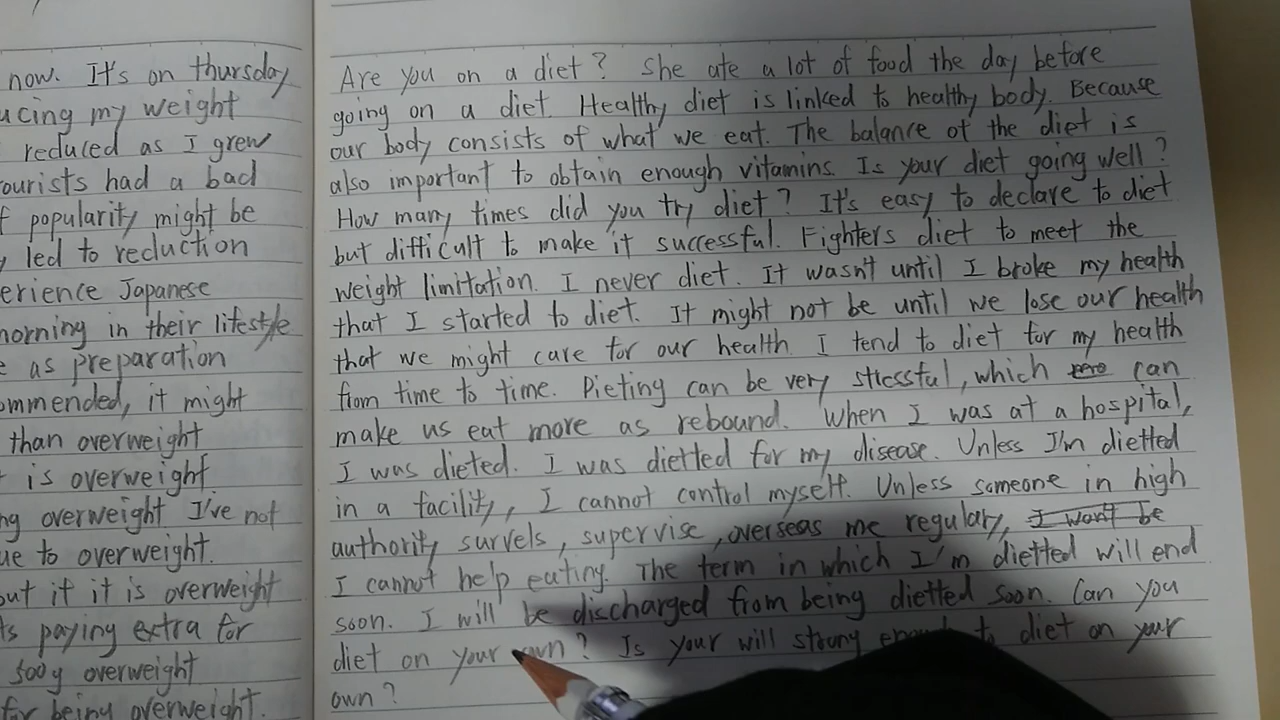 now. It's on thursday
ucing my weight
reduced as I grew
ourists had a bad
f popularity might be
y led to reduction
erience Japanese
morning in their lifestyle
e as preparation
ommended, it might
than overweight
t is overweight
ng overweight I've not
ue to overweight.
out if it is overweight
ts paying extra for
500g overweight
for being overweight.
Are you on a diet? She ate a lot of food the day before
going on a diet. Healthy diet is linked to healthy body. Because
our body consists of what we eat. The balance of the diet is
also important to obtain enough vitamins. Is your diet going well?
How many times did you try diet? It's easy to declare to diet
but difficult to make it successful. Fighters diet to meet the
weight limitation. I never diet. It wasn't until I broke my health
that I started to diet. It might not be until we lose our health
that we might care for our health. I tend to diet for my health
from time to time. Dieting can be very stressful, which can
make us eat more as rebound. When I was at a hospital,
I was dieted. I was dietted for my disease. Unless I'm dietted
in a facility, I cannot control myself. Unless someone in high
authority survels, supervise, overseas me regulary, I won't be
I cannot help eating. The term in which I'm dietted will end
soon. I will be discharged from being dietted soon. Can you
diet on your own? Is your will strong enough to diet on your
own?